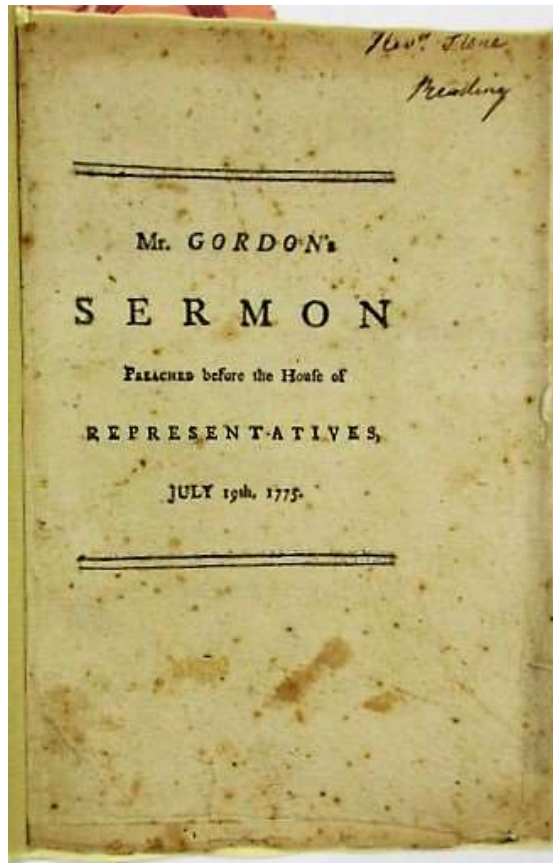 Revd. Stone
Reading
Mr. GORDON's
SERMON
PREACHED before the Houſe of
REPRESENTATIVES,
JULY 19th, 1775.